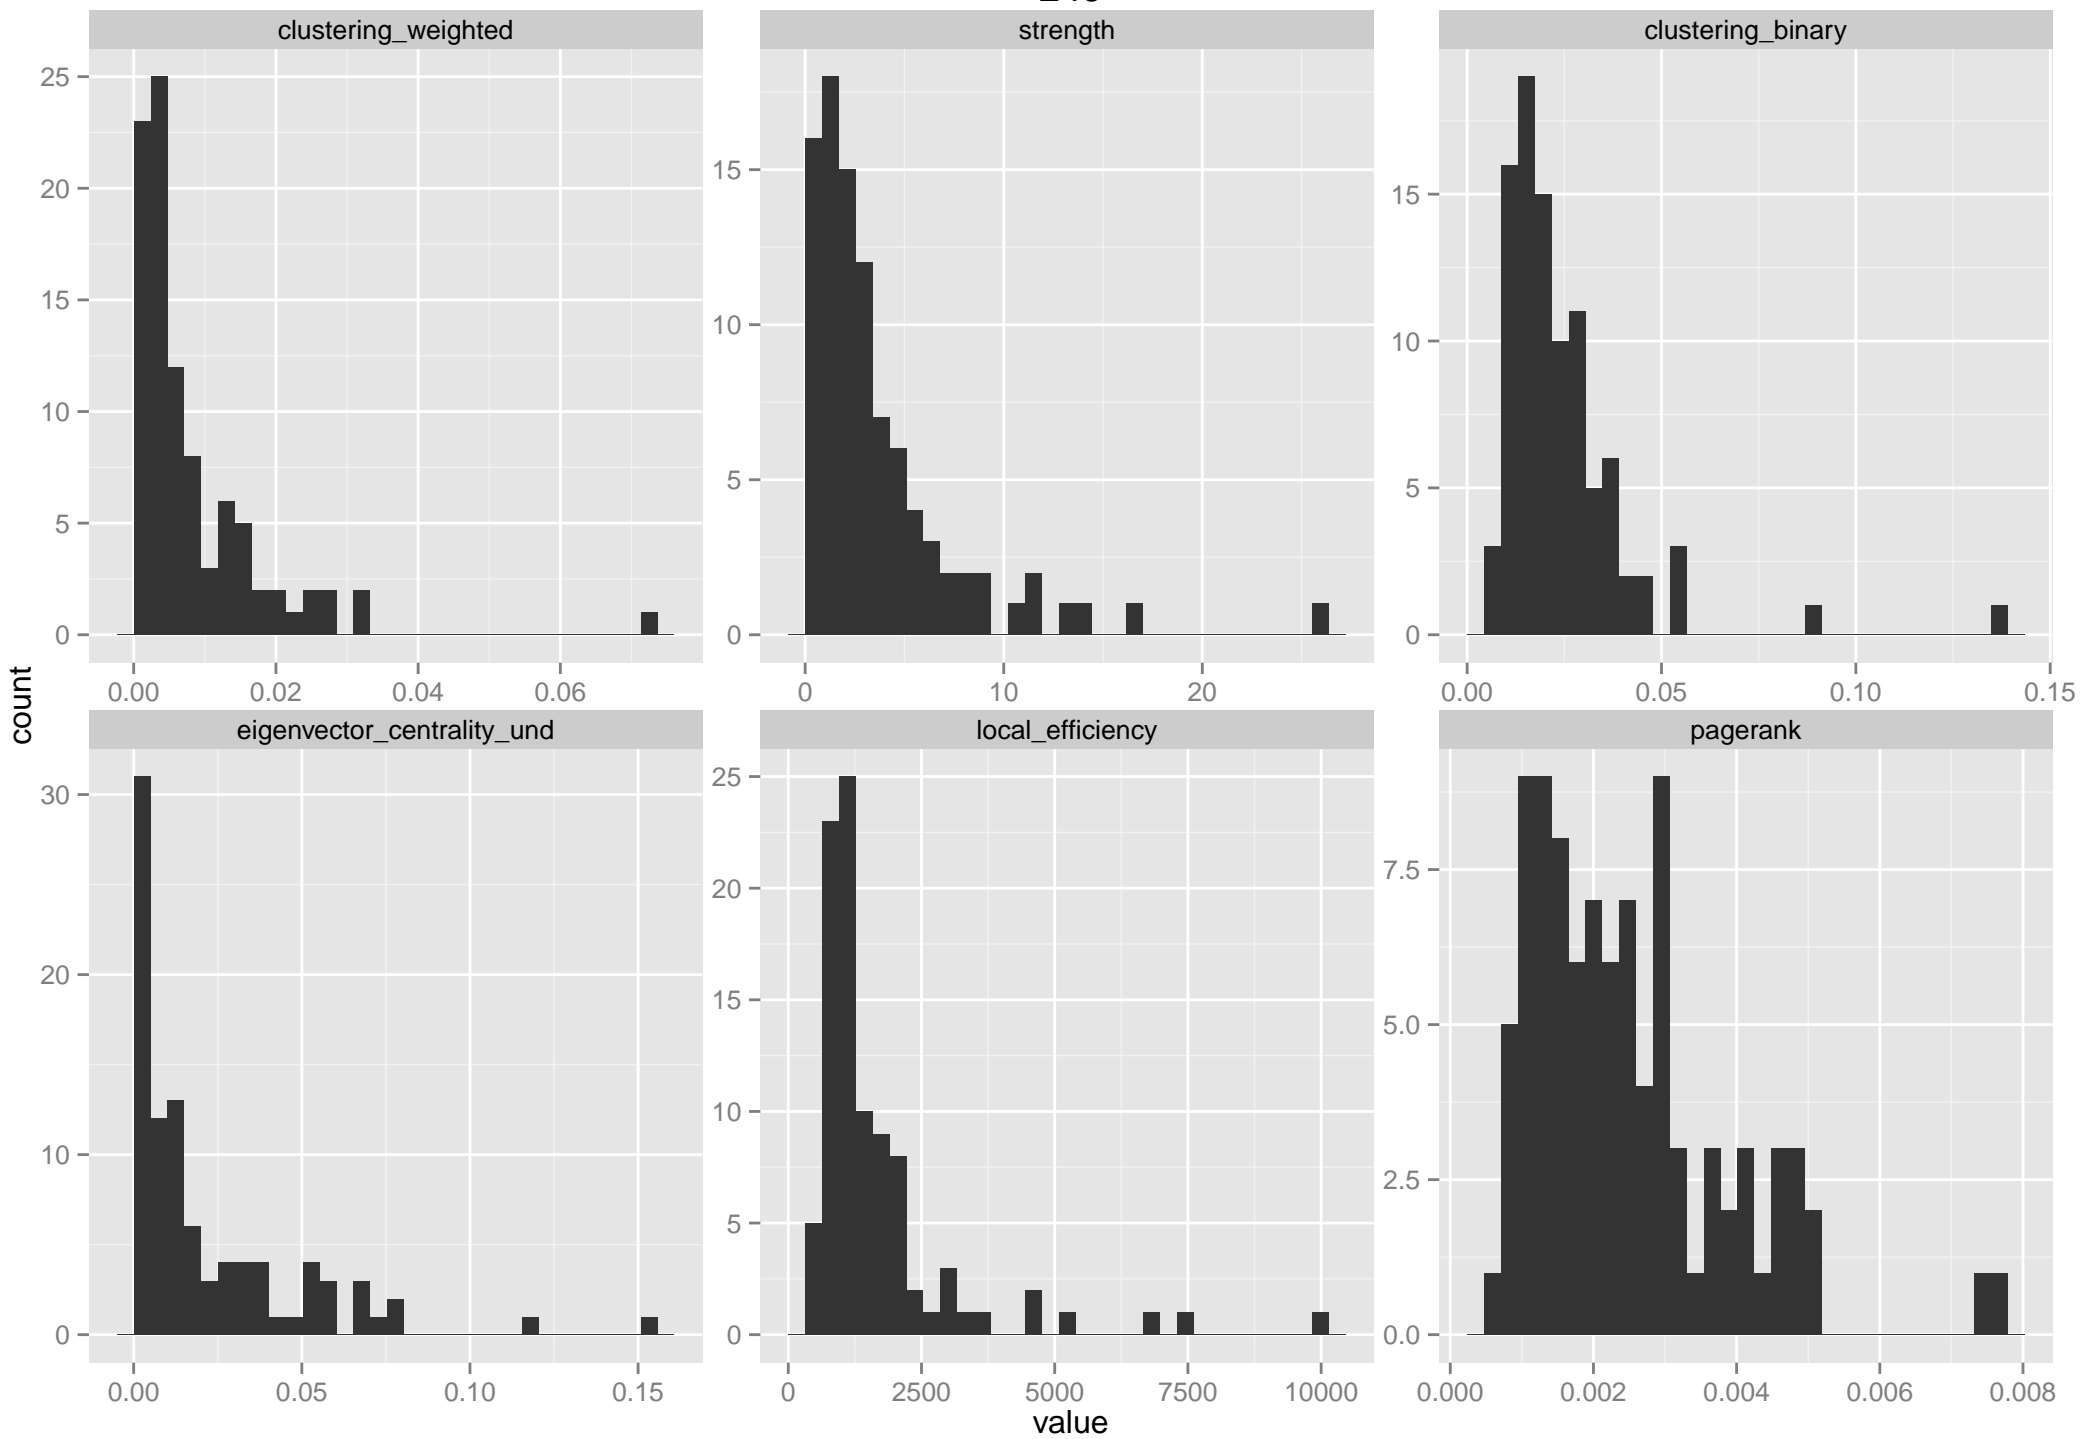 clustering_weighted
strength
clustering_binary
25
20
15
10
5
0
15
10
5
0
15
10
5
0
0.00 0.02 0.04 0.06
0 10 20
0.00 0.05 0.10 0.15
count
eigenvector_centrality_und
local_efficiency
pagerank
30
20
10
0
25
20
15
10
5
0
7.5
5.0
2.5
0.0
0.00 0.05 0.10 0.15
0 2500 5000 7500 10000
0.000 0.002 0.004 0.006 0.008
value